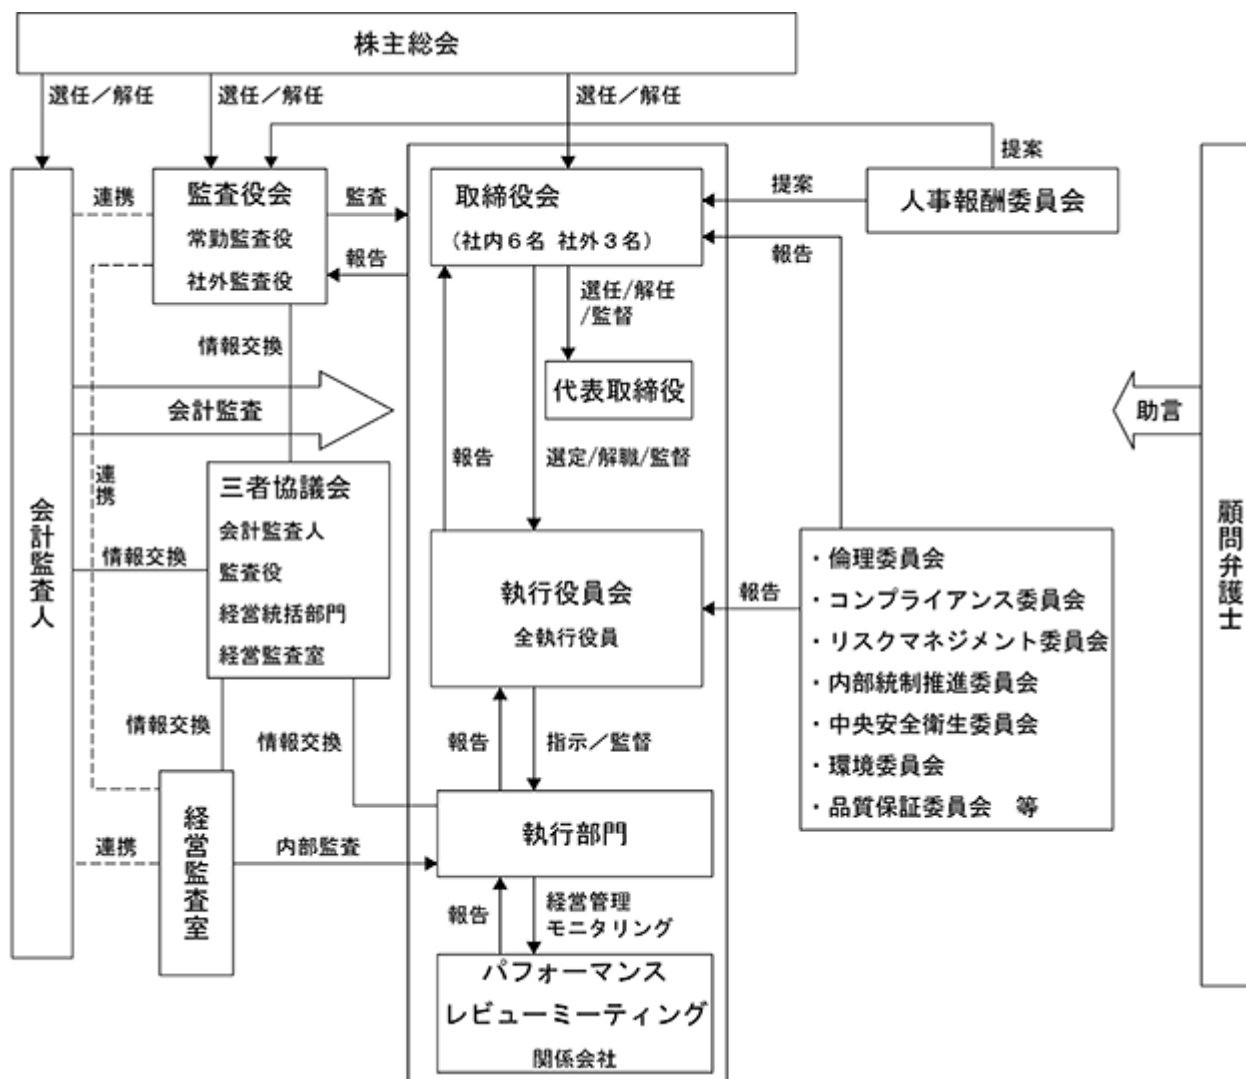 株主総会
選任／解任
選任／解任
選任／解任
提案
監査役会
常勤監査役
社外監査役
連携
監査
報告
取締役会
（社内６名 社外３名）
提案
人事報酬委員会
報告
選任/解任
/監督
情報交換
代表取締役
会計監査
助言
報告
選定/解職/監督
連携
三者協議会
会計監査人
監査役
経営統括部門
経営監査室
会計監査人
情報交換
執行役員会
全執行役員
報告
・倫理委員会
・コンプライアンス委員会
・リスクマネジメント委員会
・内部統制推進委員会
・中央安全衛生委員会
・環境委員会
・品質保証委員会　等
顧問弁護士
情報交換
情報交換
報告
指示／監督
経営監査室
連携
内部監査
執行部門
報告
経営管理
モニタリング
パフォーマンス
レビューミーティング
関係会社